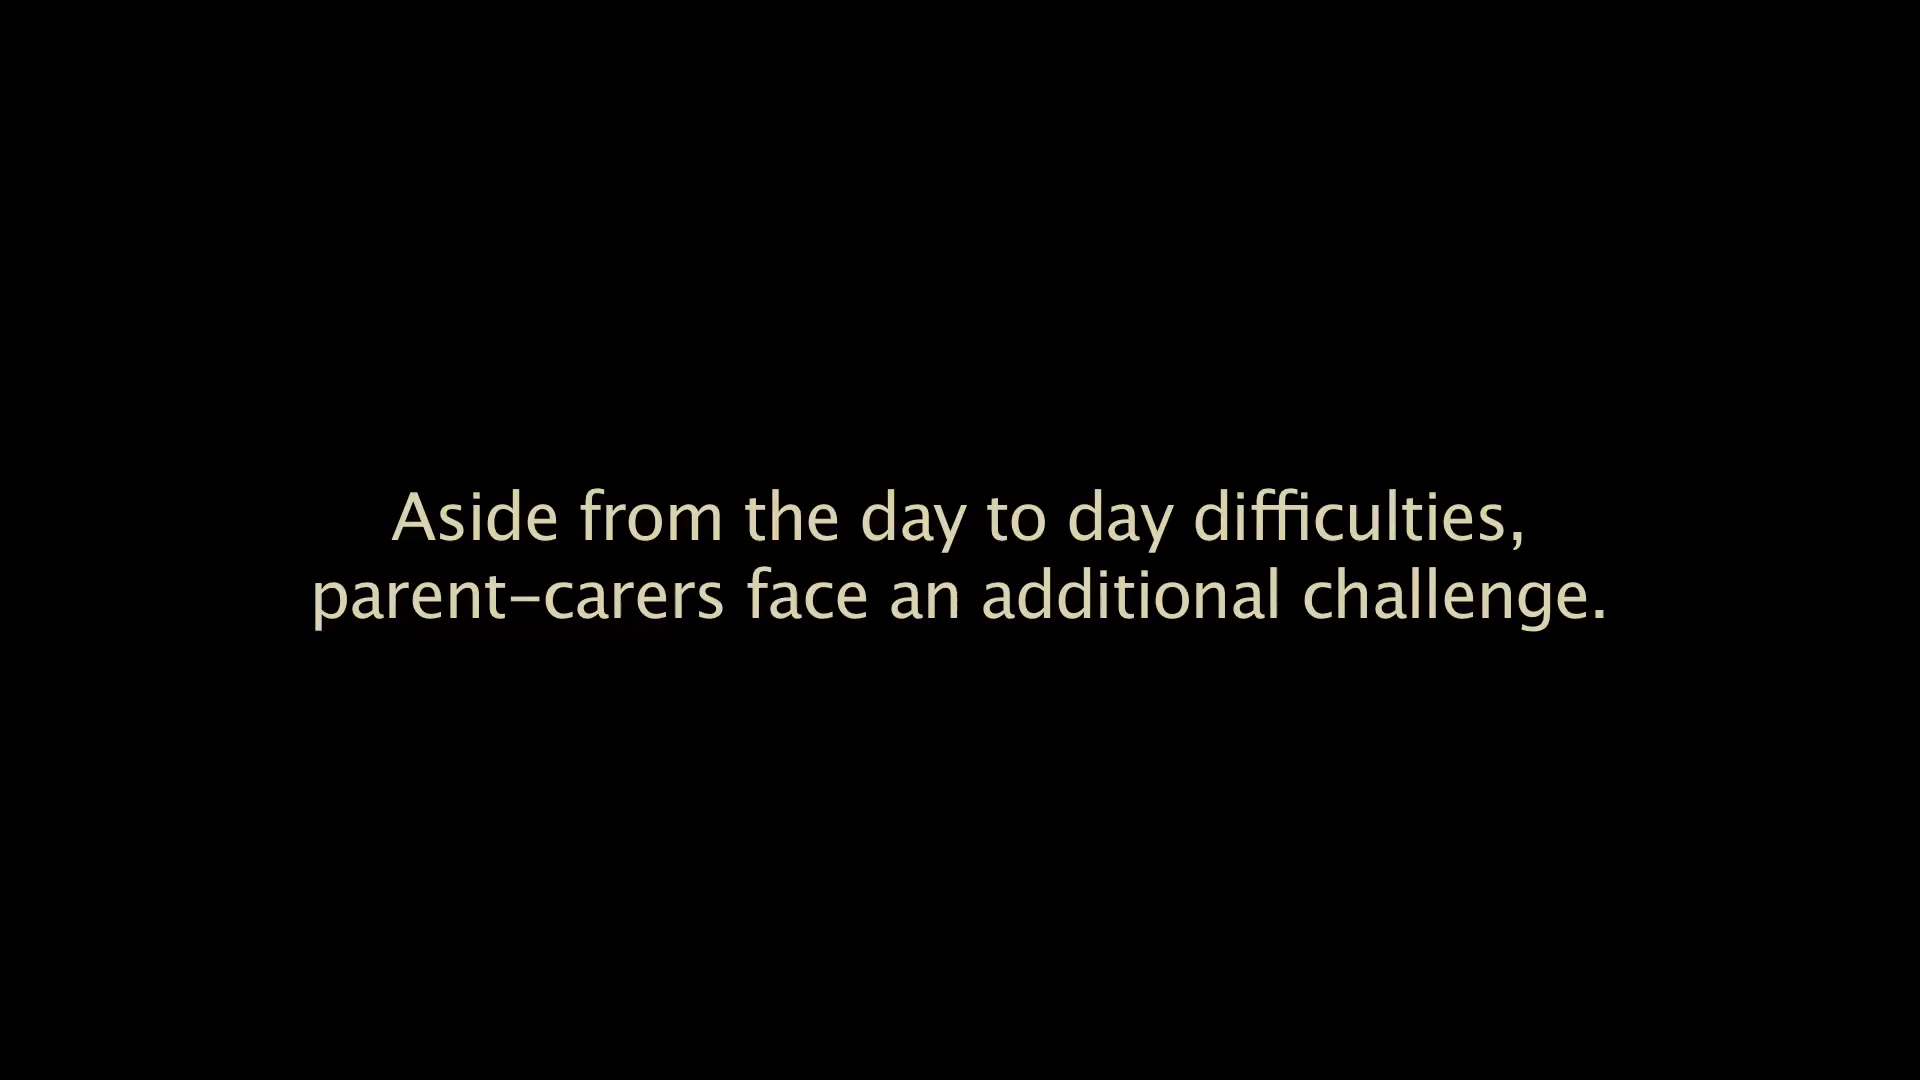 Aside from the day to day difficulties,
parent-carers face an additional challenge.